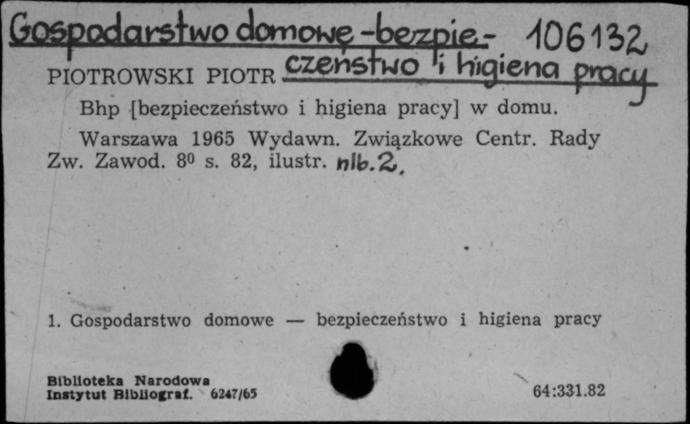 Gospodarstwo domowe - bezpie- 106132
PIOTROWSKI PIOTR czeństwo i higiena pracy
Bhp [bezpieczeństwo i higiena pracy] w domu.
Warszawa 1965 Wydawn. Związkowe Centr. Rady
Zw. Zawod. 8⁰ s. 82, ilustr. nlb. 2.
1. Gospodarstwo domowe — bezpieczeństwo i higiena pracy
Biblioteka Narodowa
Instytut Bibliograf. 6247/65
64:331.82